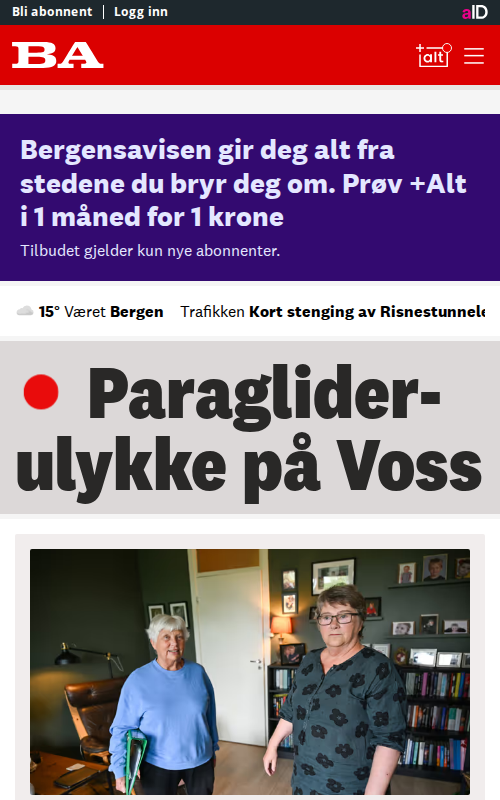 Bli abonnent | Logg inn
aID
BA
+alt
Bergensavisen gir deg alt fra
stedene du bryr deg om. Prøv +Alt
i 1 måned for 1 krone
Tilbudet gjelder kun nye abonnenter.
15° Været Bergen Trafikken Kort stenging av Risnestunnele
Paraglider-
ulykke på Voss